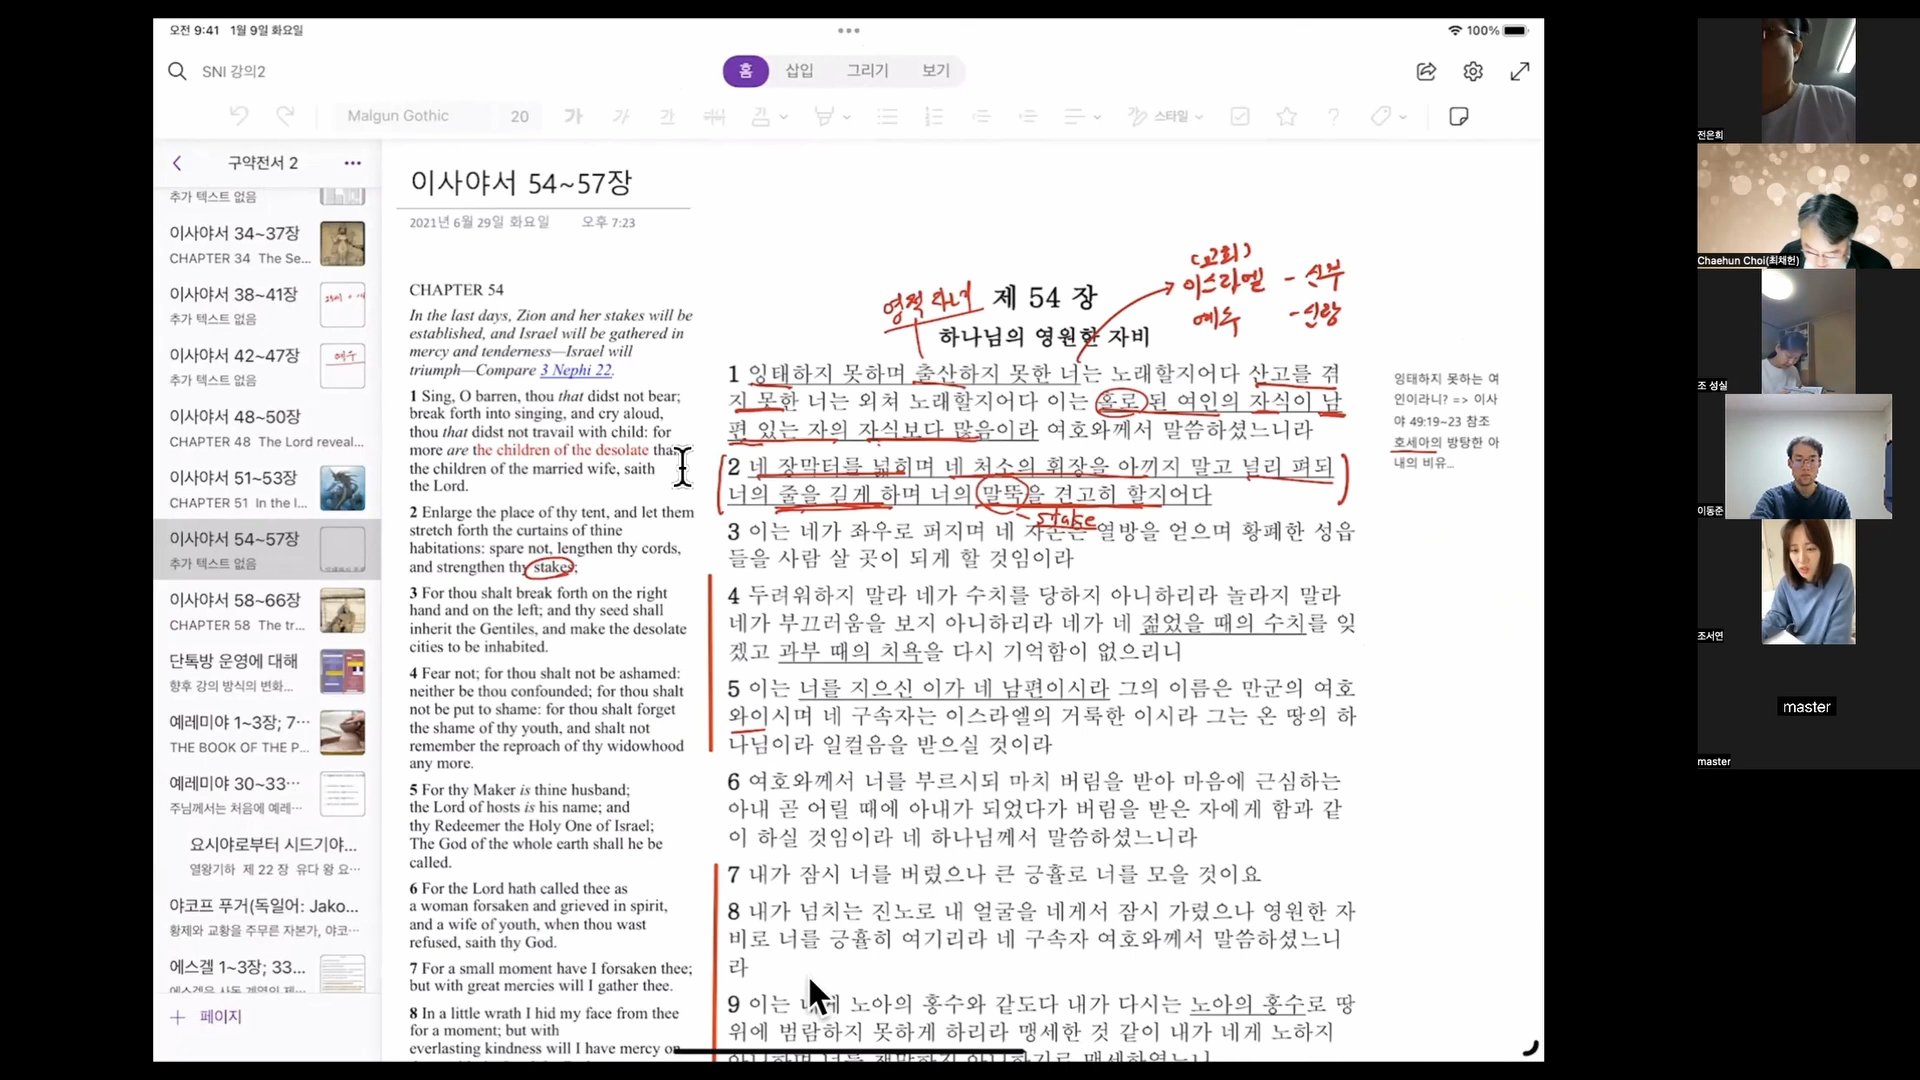 오전 9:41 1월 9일 화요일
100%
SNI 강의2
홈 삽입 그리기 보기
Malgun Gothic 20 가 가 간 스타일
구약전서 2
추가 텍스트 없음
이사야서 34~37장
CHAPTER 34 The Se...
이사야서 38~41장
추가 텍스트 없음
이사야서 42~47장
추가 텍스트 없음
예수
이사야서 48~50장
CHAPTER 48 The Lord reveal...
이사야서 51~53장
CHAPTER 51 In the l...
이사야서 54~57장
추가 텍스트 없음
이사야서 58~66장
CHAPTER 58 The tr...
단톡방 운영에 대해
향후 강의 방식의 변화...
예레미야 1~3장; 7...
THE BOOK OF THE P...
예레미야 30~33...
주님께서는 처음에 예레...
요시야로부터 시드기야...
열왕기하 제 22 장 유다 왕 요...
야코프 푸거(독일어: Jako...
황제와 교황을 주무른 자본가, 야코...
에스겔 1~3장; 33...
페이지
이사야서 54~57장
2021년 6월 29일 화요일 오후 7:23
CHAPTER 54
In the last days, Zion and her stakes will be
established, and Israel will be gathered in
mercy and tenderness—Israel will
triumph—Compare 3 Nephi 22.
1 Sing, O barren, thou that didst not bear;
break forth into singing, and cry aloud,
thou that didst not travail with child: for
more are the children of the desolate than
the children of the married wife, saith
the Lord.
2 Enlarge the place of thy tent, and let them
stretch forth the curtains of thine
habitations: spare not, lengthen thy cords,
and strengthen thy stakes;
3 For thou shalt break forth on the right
hand and on the left; and thy seed shall
inherit the Gentiles, and make the desolate
cities to be inhabited.
4 Fear not; for thou shalt not be ashamed:
neither be thou confounded; for thou shalt
not be put to shame: for thou shalt forget
the shame of thy youth, and shalt not
remember the reproach of thy widowhood
any more.
5 For thy Maker is thine husband;
the Lord of hosts is his name; and
thy Redeemer the Holy One of Israel;
The God of the whole earth shall he be
called.
6 For the Lord hath called thee as
a woman forsaken and grieved in spirit,
and a wife of youth, when thou wast
refused, saith thy God.
7 For a small moment have I forsaken thee;
but with great mercies will I gather thee.
8 In a little wrath I hid my face from thee
for a moment; but with
everlasting kindness will I have mercy on
(교회)
이스라엘 - 신부
예수 - 신랑
영적 자녀
제 54 장
하나님의 영원한 자비
1 잉태하지 못하며 출산하지 못한 너는 노래할지어다 산고를 겪
지 못한 너는 외쳐 노래할지어다 이는 홀로 된 여인의 자식이 남
편 있는 자의 자식보다 많음이라 여호와께서 말씀하셨느니라
2 네 장막터를 넓히며 네 처소의 휘장을 아끼지 말고 널리 펴되
너의 줄을 길게 하며 너의 말뚝을 견고히 할지어다
stake
3 이는 네가 좌우로 퍼지며 네 자손은 열방을 얻으며 황폐한 성읍
들을 사람 살 곳이 되게 할 것임이라
4 두려워하지 말라 네가 수치를 당하지 아니하리라 놀라지 말라
네가 부끄러움을 보지 아니하리라 네가 네 젊었을 때의 수치를 잊
겠고 과부 때의 치욕을 다시 기억함이 없으리니
5 이는 너를 지으신 이가 네 남편이시라 그의 이름은 만군의 여호
와이시며 네 구속자는 이스라엘의 거룩한 이시라 그는 온 땅의 하
나님이라 일컬음을 받으실 것이라
6 여호와께서 너를 부르시되 마치 버림을 받아 마음에 근심하는
아내 곧 어릴 때에 아내가 되었다가 버림을 받은 자에게 함과 같
이 하실 것임이라 네 하나님께서 말씀하셨느니라
7 내가 잠시 너를 버렸으나 큰 긍휼로 너를 모을 것이요
8 내가 넘치는 진노로 내 얼굴을 네게서 잠시 가렸으나 영원한 자
비로 너를 긍휼히 여기리라 네 구속자 여호와께서 말씀하셨느니
라
9 이는 내게 노아의 홍수와 같도다 내가 다시는 노아의 홍수로 땅
위에 범람하지 못하게 하리라 맹세한 것 같이 내가 네게 노하지
잉태하지 못하는 여
인이라니? => 이사
야 49:19~23 참조
호세아의 방탕한 아
내의 비유...
전은희
Chaehun Choi(최채헌)
조 성실
이동준
조서연
master
master